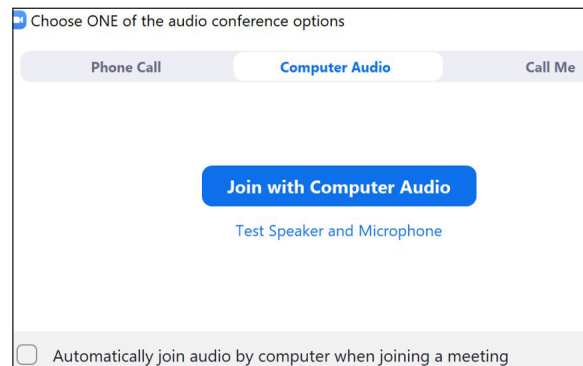 Choose ONE of the audio conference options
Phone Call Computer Audio Call Me
Join with Computer Audio
Test Speaker and Microphone
Automatically join audio by computer when joining a meeting